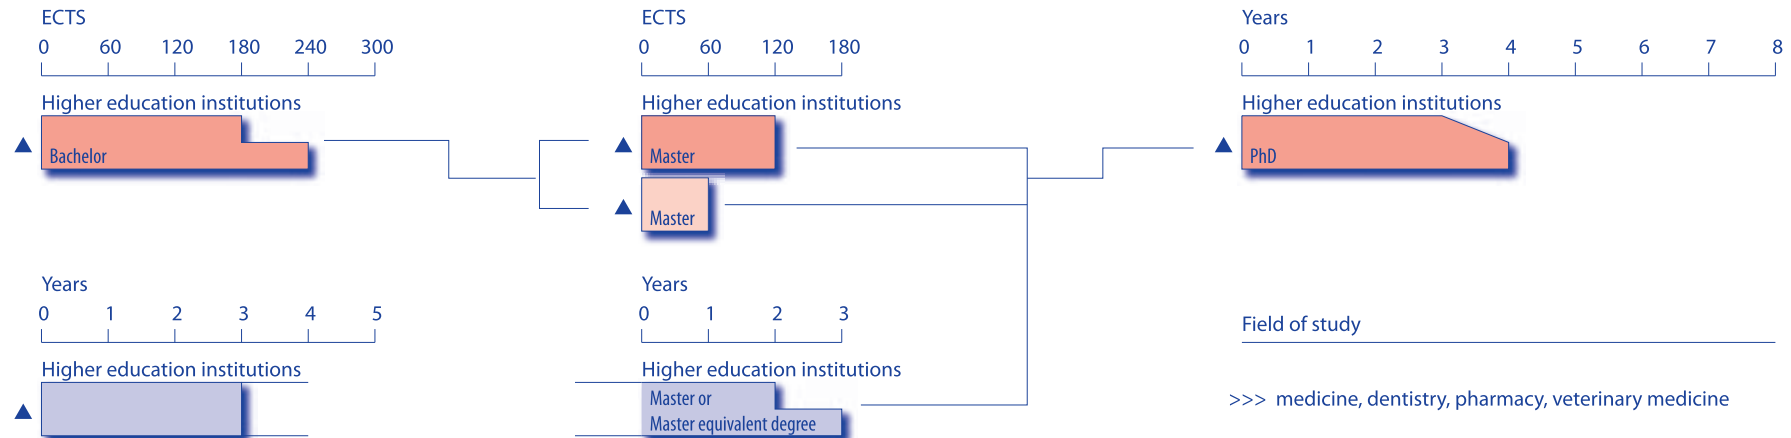 ECTS
0 60 120 180 240 300
Higher education institutions
Bachelor
ECTS
0 60 120 180
Higher education institutions
Master
Master
Years
0 1 2 3 4 5 6 7 8
Higher education institutions
PhD
Years
0 1 2 3 4 5
Higher education institutions
Years
0 1 2 3
Higher education institutions
Master or
Master equivalent degree
Field of study
>>> medicine, dentistry, pharmacy, veterinary medicine